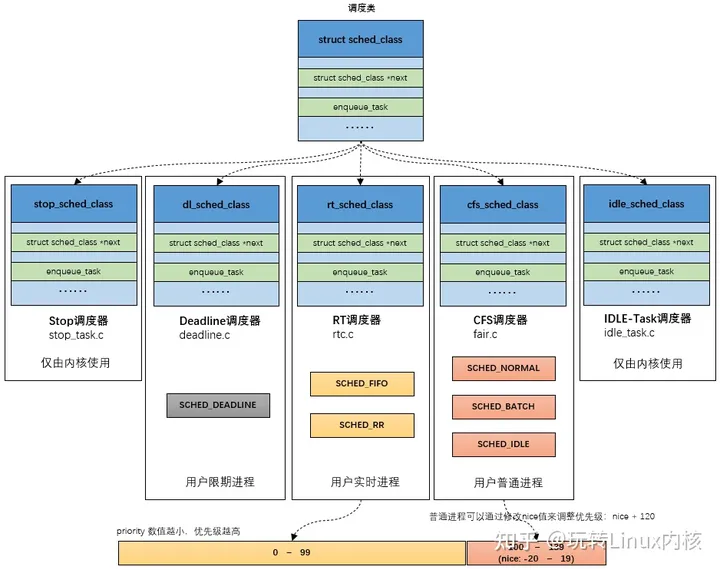 调度类
struct sched_class
struct sched_class *next
enqueue_task
······
stop_sched_class
struct sched_class *next
enqueue_task
······
Stop调度器
stop_task.c
仅由内核使用
dl_sched_class
struct sched_class *next
enqueue_task
······
Deadline调度器
deadline.c
SCHED_DEADLINE
用户限期进程
rt_sched_class
struct sched_class *next
enqueue_task
······
RT调度器
rtc.c
SCHED_FIFO
SCHED_RR
用户实时进程
cfs_sched_class
struct sched_class *next
enqueue_task
······
CFS调度器
fair.c
SCHED_NORMAL
SCHED_BATCH
SCHED_IDLE
用户普通进程
idle_sched_class
struct sched_class *next
enqueue_task
······
IDLE-Task调度器
idle_task.c
仅由内核使用
普通进程可以通过修改nice值来调整优先级：nice + 120
priority 数值越小，优先级越高
0 – 99
100 – 139
(nice: -20 – 19)
知乎 @玩转Linux内核